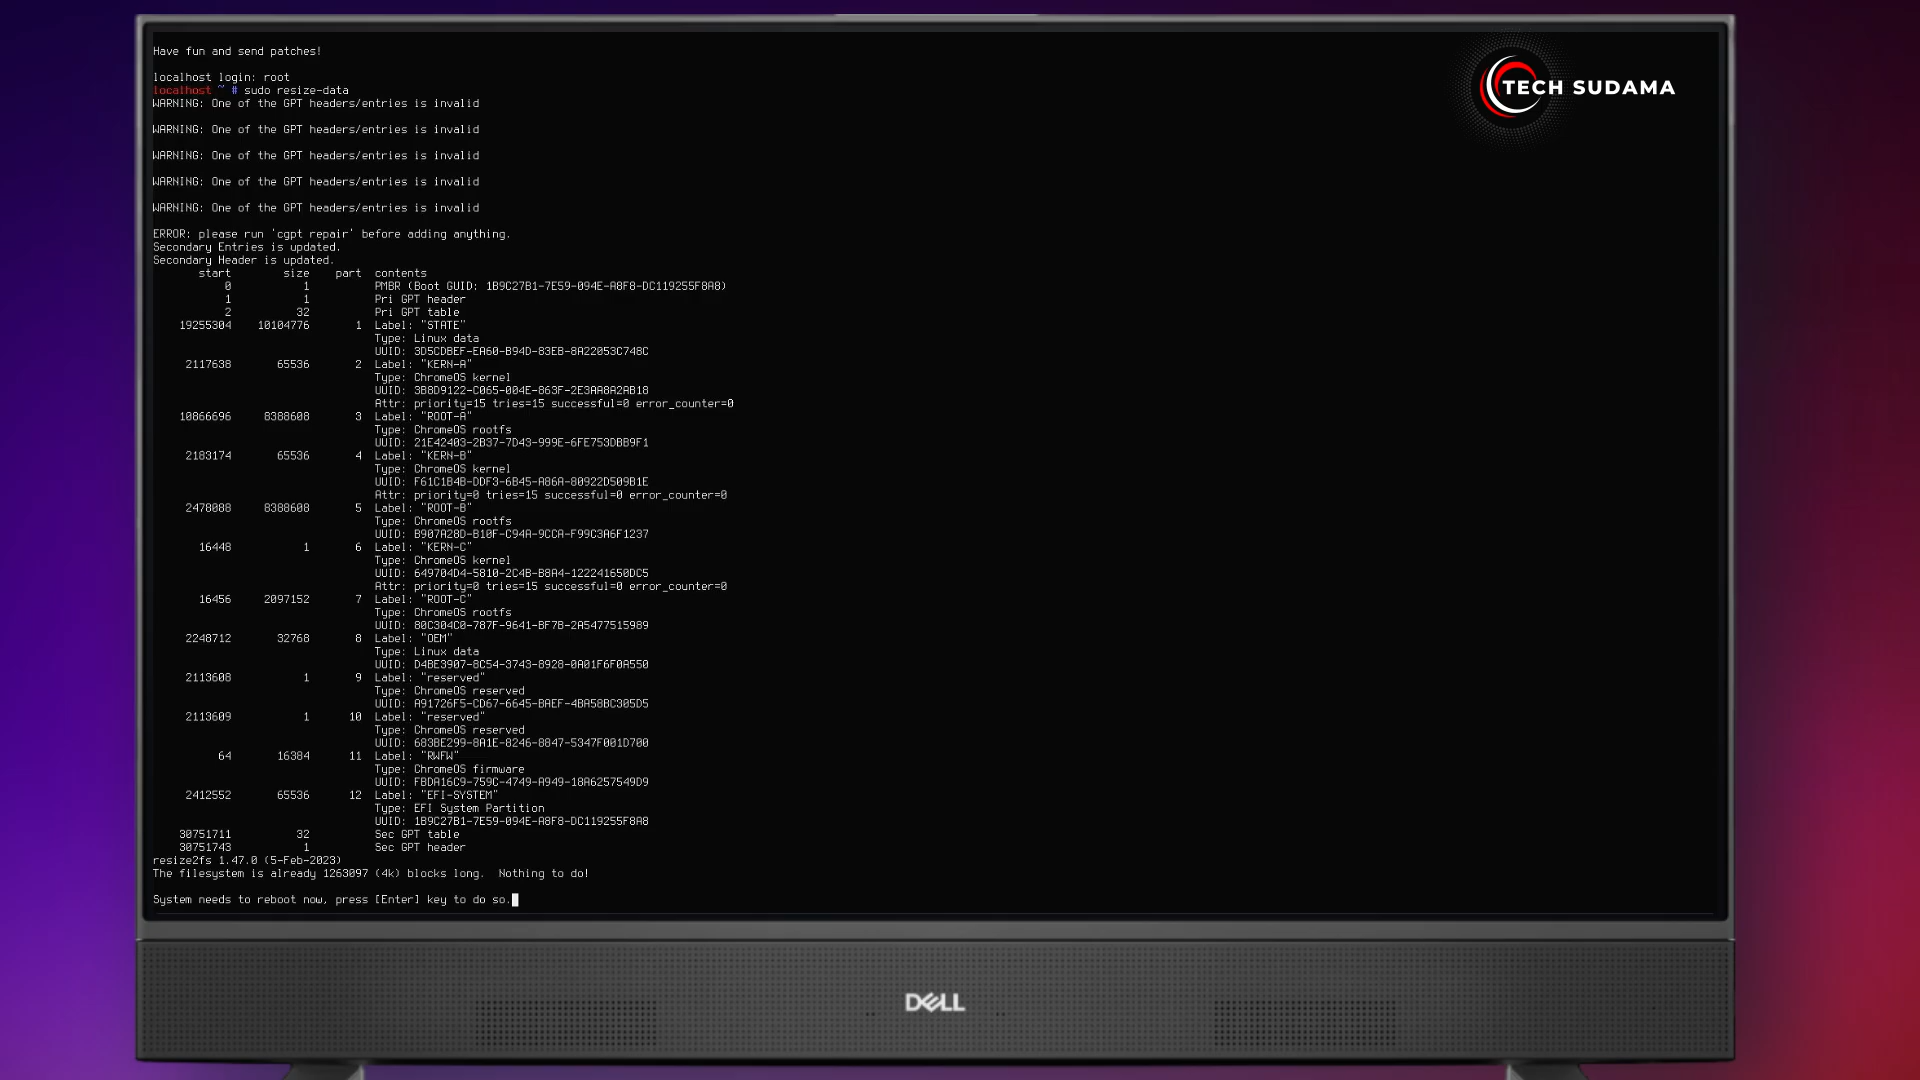 Have fun and send patches!
localhost login: root
localhost ~ # sudo resize-data
WARNING: One of the GPT headers/entries is invalid
WARNING: One of the GPT headers/entries is invalid
WARNING: One of the GPT headers/entries is invalid
WARNING: One of the GPT headers/entries is invalid
WARNING: One of the GPT headers/entries is invalid
ERROR: please run 'cgpt repair' before adding anything.
Secondary Entries is updated.
Secondary Header is updated.
start size part contents
0 1 PMBR (Boot GUID: 1B9C27B1-7E59-094E-A8F8-DC119255F8A8)
1 1 Pri GPT header
2 32 Pri GPT table
19255304 10104776 1 Label: "STATE"
Type: Linux data
UUID: 3D5CDBEF-EA60-B94D-83EB-8A22053C748C
2117638 65536 2 Label: "KERN-A"
Type: ChromeOS kernel
UUID: 3B8D9122-C065-004E-863F-2E3AA8A2AB18
Attr: priority=15 tries=15 successful=0 error_counter=0
10866696 8388608 3 Label: "ROOT-A"
Type: ChromeOS rootfs
UUID: 21E42403-2B37-7D43-999E-6FE753DBB9F1
2183174 65536 4 Label: "KERN-B"
Type: ChromeOS kernel
UUID: F61C1B4B-DDF3-6B45-A86A-80922D509B1E
Attr: priority=0 tries=15 successful=0 error_counter=0
2478088 8388608 5 Label: "ROOT-B"
Type: ChromeOS rootfs
UUID: B907A28D-B10F-C94A-9CCA-F99C3A6F1237
16448 1 6 Label: "KERN-C"
Type: ChromeOS kernel
UUID: 649704D4-5810-2C4B-B8A4-122241650DC5
Attr: priority=0 tries=15 successful=0 error_counter=0
16456 2097152 7 Label: "ROOT-C"
Type: ChromeOS rootfs
UUID: 80C304C0-787F-9641-BF7B-2A5477515989
2248712 32768 8 Label: "OEM"
Type: Linux data
UUID: D4BE3907-8C54-3743-8928-0A01F6F0A550
2113608 1 9 Label: "reserved"
Type: ChromeOS reserved
UUID: A91726F5-CD67-6645-BAEF-4BA58BC305D5
2113609 1 10 Label: "reserved"
Type: ChromeOS reserved
UUID: 683BE299-8A1E-8246-8847-5347F001D700
64 16384 11 Label: "RWFW"
Type: ChromeOS firmware
UUID: FBDA16C9-759C-4749-A949-18A6257549D9
2412552 65536 12 Label: "EFI-SYSTEM"
Type: EFI System Partition
UUID: 1B9C27B1-7E59-094E-A8F8-DC119255F8A8
30751711 32 Sec GPT table
30751743 1 Sec GPT header
resize2fs 1.47.0 (5-Feb-2023)
The filesystem is already 1263097 (4k) blocks long. Nothing to do!
System needs to reboot now, press [Enter] key to do so.
TECH SUDAMA
DELL